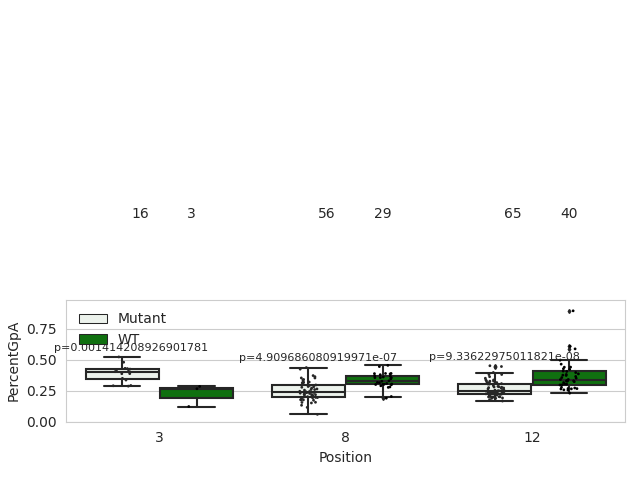 16 3 56 29 65 40
Mutant
WT
p=0.001414208926901781
p=4.909686080919971e-07
p=9.33622975011821e-08
0.75
0.50
0.25
0.00
PercentGpA
3 8 12
Position